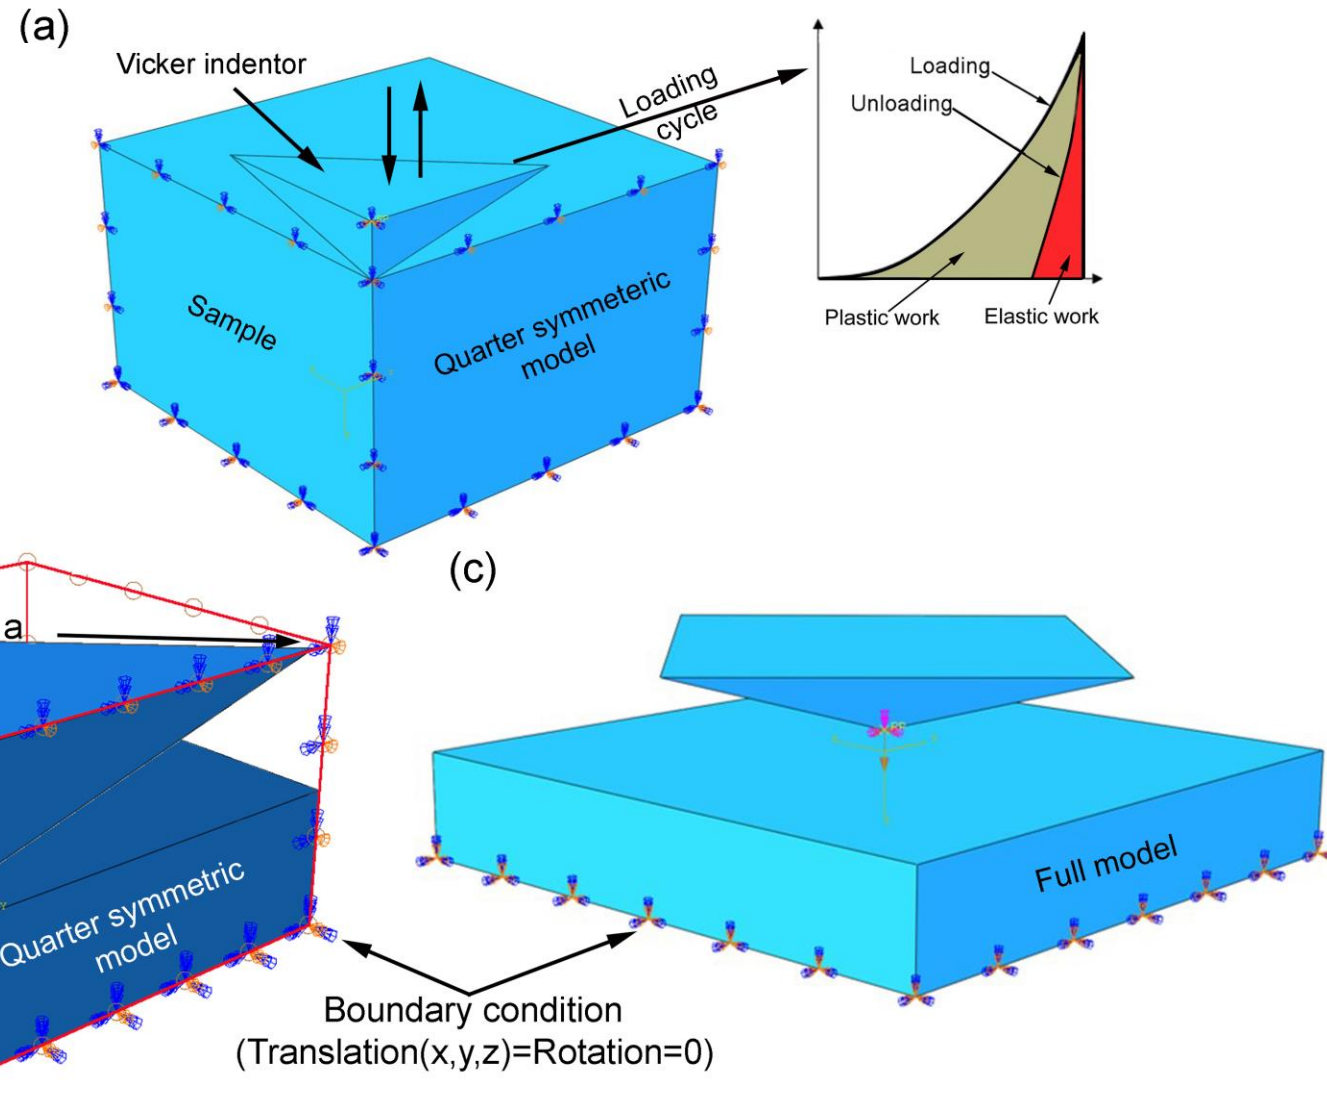 (a)
Vicker indentor
Loading
cycle
Loading
Unloading
Plastic work
Elastic work
Sample
Quarter symmeteric
model
(c)
a
Quarter symmetric
model
Full model
Boundary condition
(Translation(x,y,z)=Rotation=0)